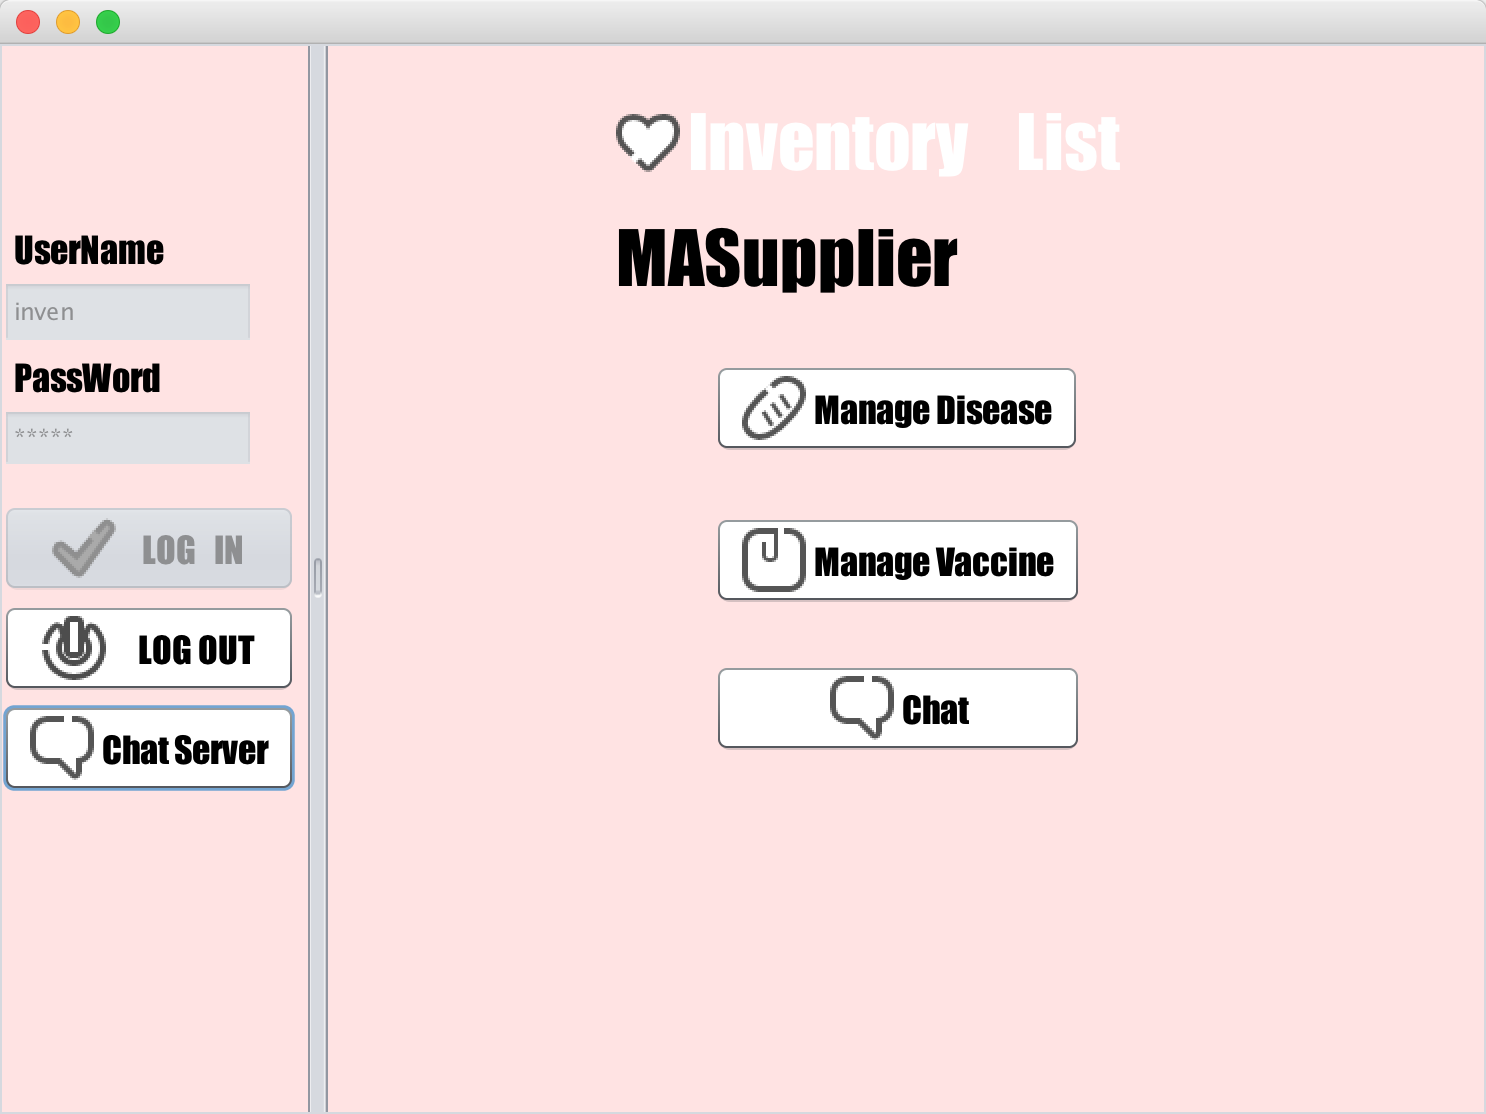 UserName
inven
PassWord
*****
LOG IN
LOG OUT
Chat Server
Inventory List
MASupplier
Manage Disease
Manage Vaccine
Chat